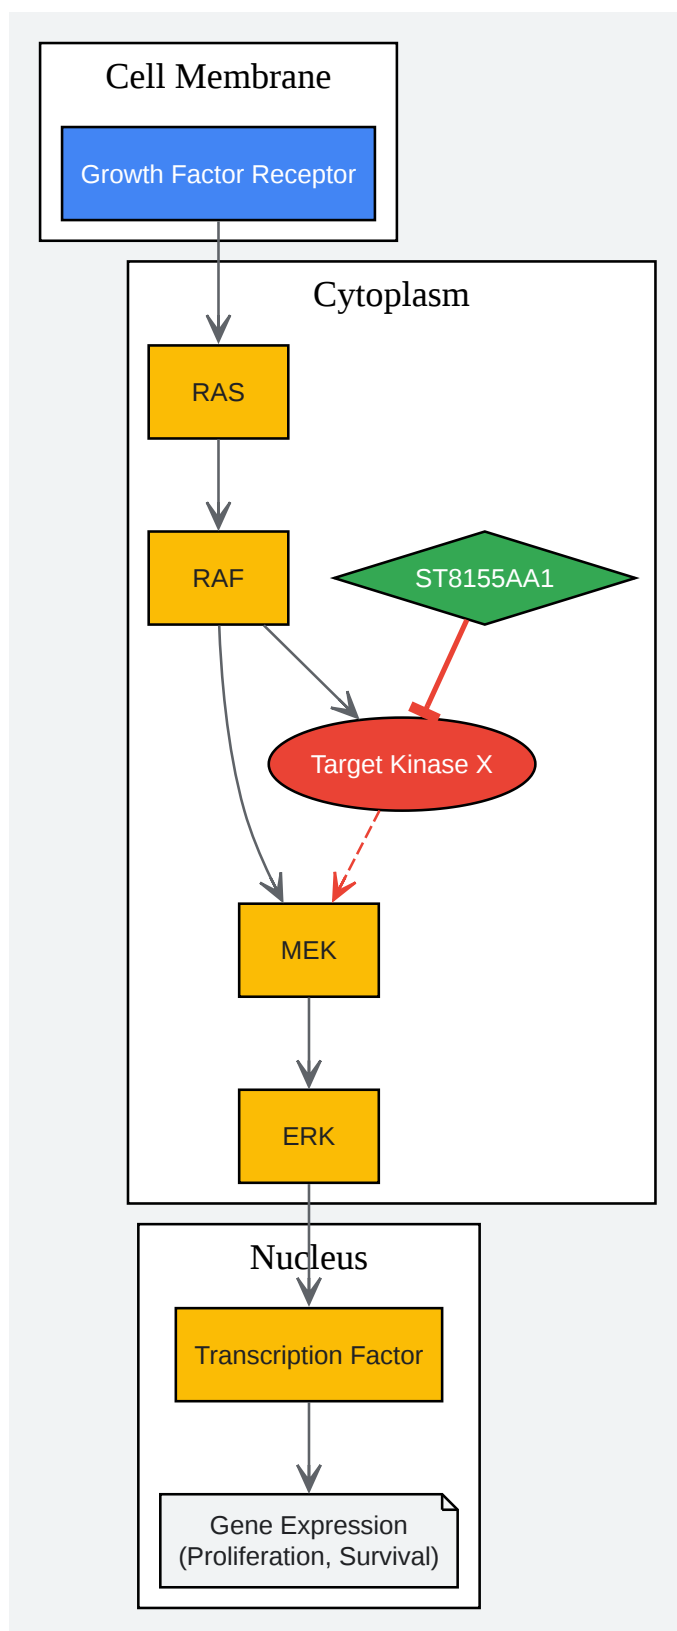 Cell Membrane
Growth Factor Receptor
Cytoplasm
RAS
RAF
ST8155AA1
Target Kinase X
MEK
ERK
Nucleus
Transcription Factor
Gene Expression
(Proliferation, Survival)